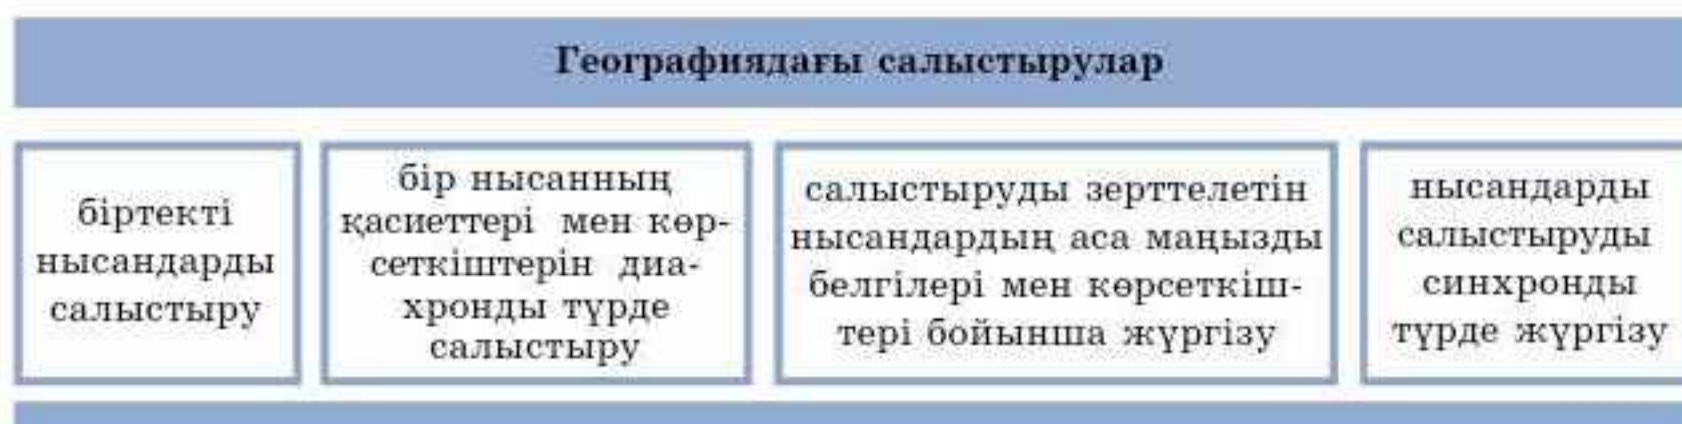 Географиядағы салыстырулар
біртекті
нысандарды
салыстыру
бір нысанның
қасиеттері мен көр-
сеткіштерін диа-
хронды түрде
салыстыру
салыстыруды зерттелетін
нысандардың аса маңызды
белгілері мен көрсеткіш-
тері бойынша жүргізу
нысандарды
салыстыруды
синхронды
түрде жүргізу